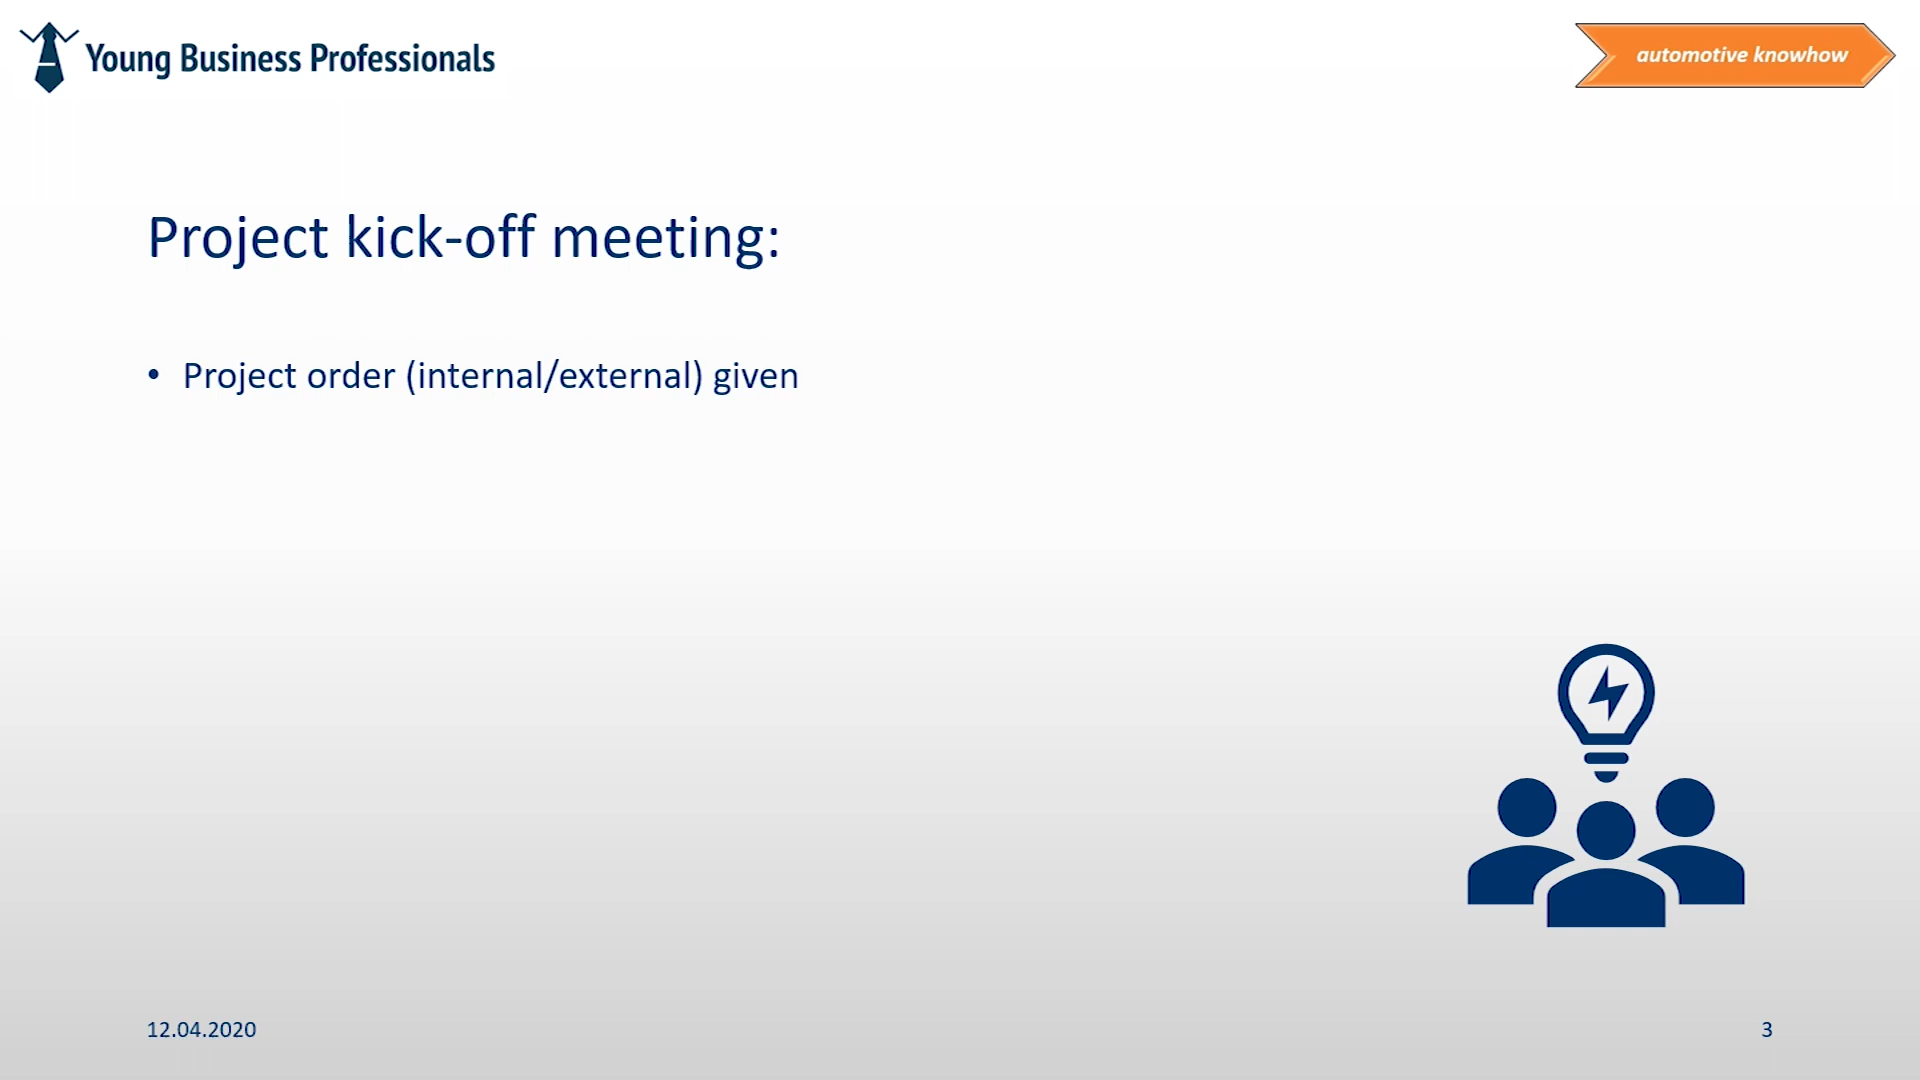 Young Business Professionals
automotive knowhow
Project kick-off meeting:
• Project order (internal/external) given
12.04.2020
3